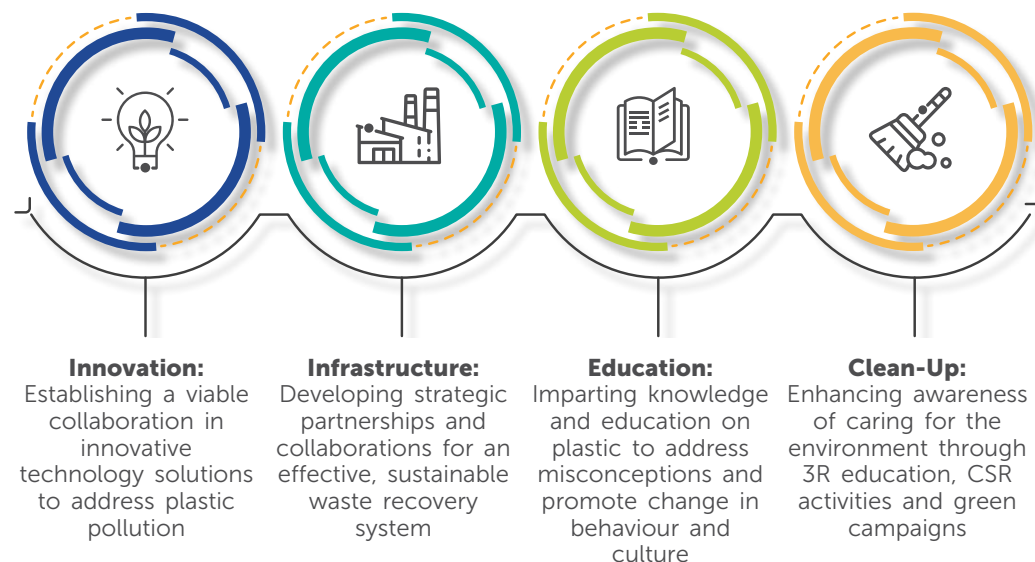 Innovation:
Establishing a viable
collaboration in
innovative
technology solutions
to address plastic
pollution
Infrastructure:
Developing strategic
partnerships and
collaborations for an
effective, sustainable
waste recovery
system
Education:
Imparting knowledge
and education on
plastic to address
misconceptions and
promote change in
behaviour and
culture
Clean-Up:
Enhancing awareness
of caring for the
environment through
3R education, CSR
activities and green
campaigns